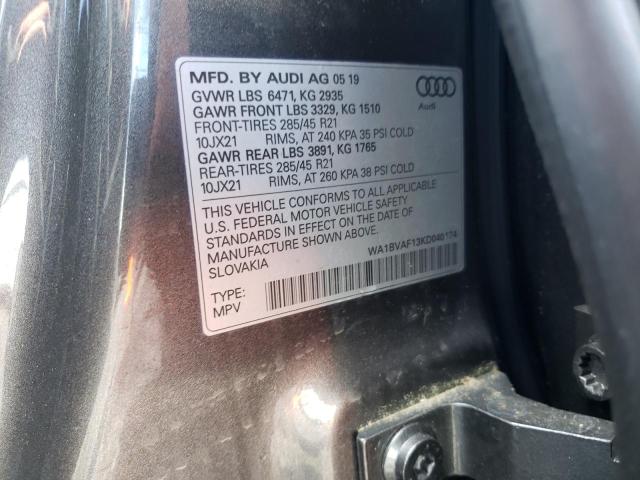 MFD. BY AUDI AG 05 19
GVWR LBS 6471, KG 2935
GAWR FRONT LBS 3329, KG 1510
FRONT-TIRES 285/45 R21
10JX21 RIMS, AT 240 KPA 35 PSI COLD
GAWR REAR LBS 3891, KG 1765
REAR-TIRES 285/45 R21
10JX21 RIMS, AT 260 KPA 38 PSI COLD
Audi
THIS VEHICLE CONFORMS TO ALL APPLICABLE
U.S. FEDERAL MOTOR VEHICLE SAFETY
STANDARDS IN EFFECT ON THE DATE OF
MANUFACTURE SHOWN ABOVE.
SLOVAKIA
WA1BVAF13KD040174
TYPE:
MPV